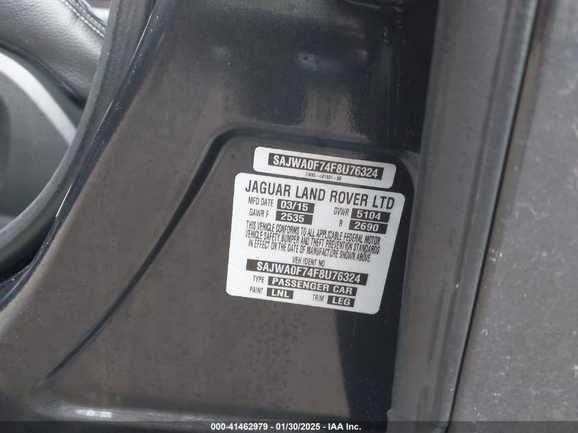 SAJWA0F74F8U76324
JAGUAR LAND ROVER LTD
MFD DATE 03/15 GVWR 5104
GAWR F 2535 R 2690
THIS VEHICLE CONFORMS TO ALL APPLICABLE FEDERAL MOTOR
VEHICLE SAFETY, BUMPER AND THEFT PREVENTION STANDARDS
IN EFFECT ON THE DATE OF MANUFACTURE SHOWN ABOVE.
VEH IDENT NO
SAJWA0F74F8U76324
TYPE PASSENGER CAR
PAINT LNL TRIM LEG
000-41462979 - 01/30/2025 - IAA Inc.